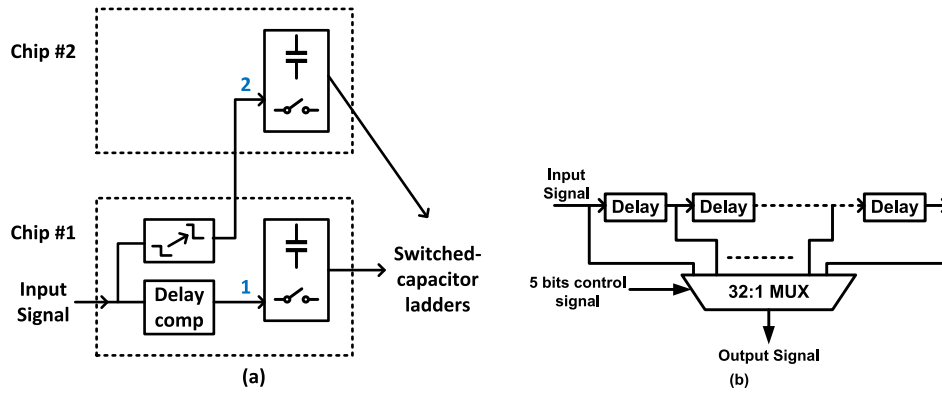 Chip #2
2
Chip #1
Input
Signal
Delay
comp
1
Switched-
capacitor
ladders
(a)
Input
Signal
Delay
Delay
Delay
5 bits control
signal
32:1 MUX
Output Signal
(b)